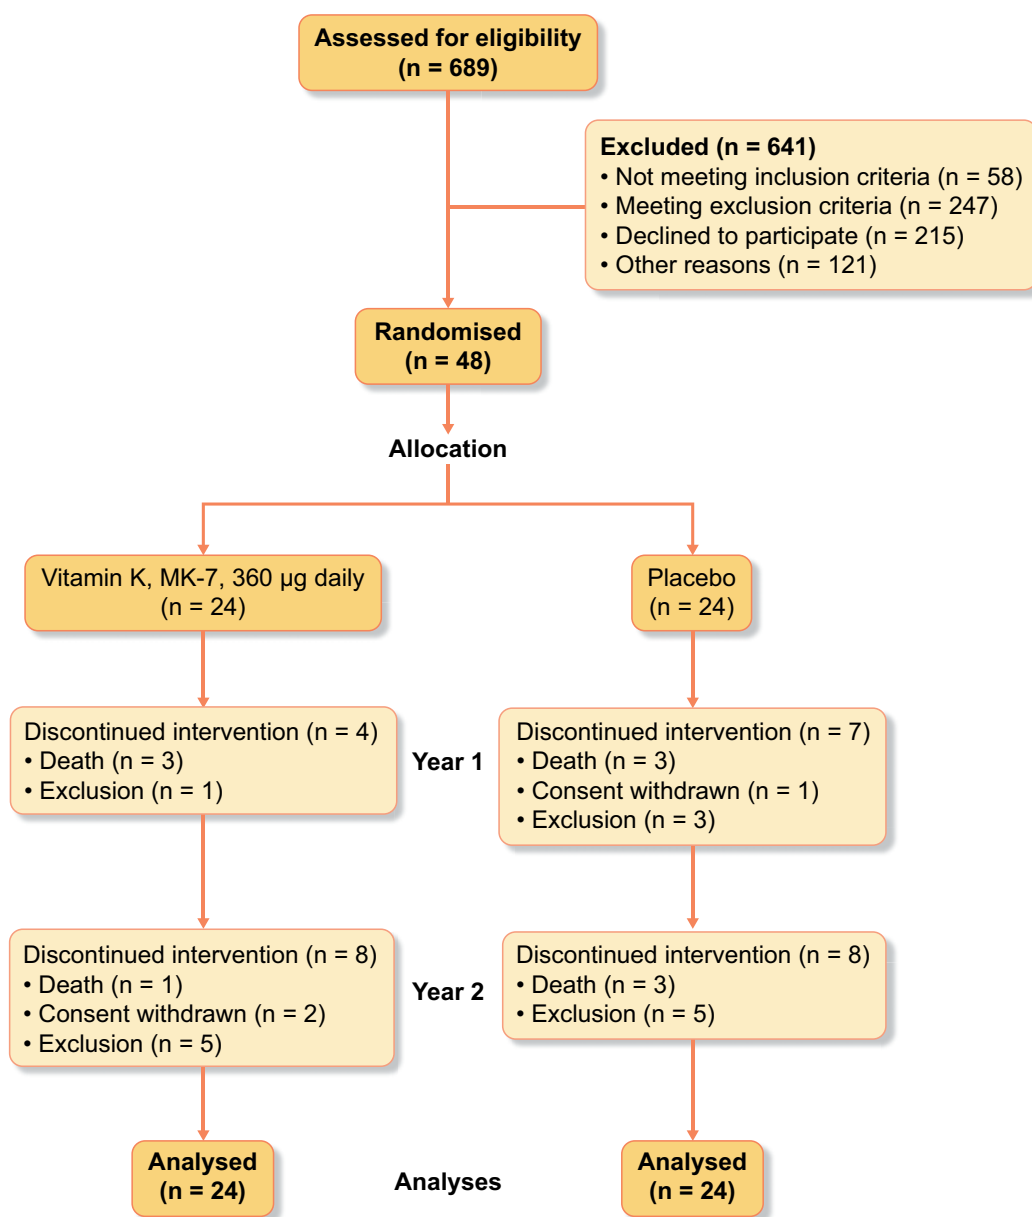 Assessed for eligibility
(n = 689)
Excluded (n = 641)
• Not meeting inclusion criteria (n = 58)
• Meeting exclusion criteria (n = 247)
• Declined to participate (n = 215)
• Other reasons (n = 121)
Randomised
(n = 48)
Allocation
Vitamin K, MK-7, 360 µg daily
(n = 24)
Placebo
(n = 24)
Discontinued intervention (n = 4)
• Death (n = 3)
• Exclusion (n = 1)
Year 1
Discontinued intervention (n = 7)
• Death (n = 3)
• Consent withdrawn (n = 1)
• Exclusion (n = 3)
Discontinued intervention (n = 8)
• Death (n = 1)
• Consent withdrawn (n = 2)
• Exclusion (n = 5)
Year 2
Discontinued intervention (n = 8)
• Death (n = 3)
• Exclusion (n = 5)
Analysed
(n = 24)
Analyses
Analysed
(n = 24)